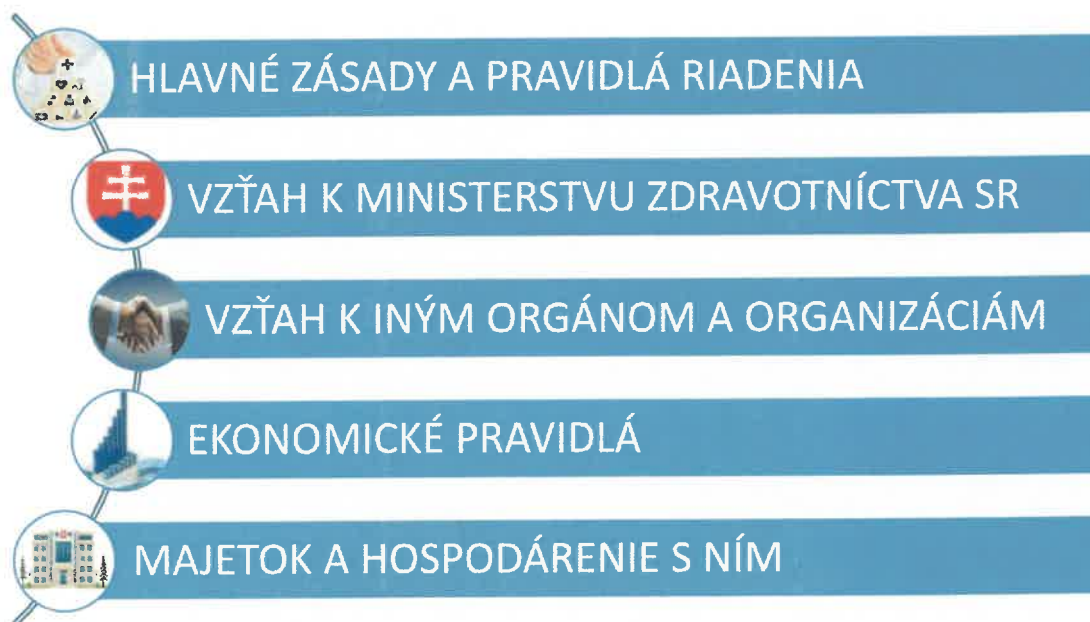 HLAVNÉ ZÁSADY A PRAVIDLÁ RIADENIA
VZŤAH K MINISTERSTVU ZDRAVOTNÍCTVA SR
VZŤAH K INÝM ORGÁNOM A ORGANIZÁCIÁM
EKONOMICKÉ PRAVIDLÁ
MAJETOK A HOSPODÁRENIE S NÍM